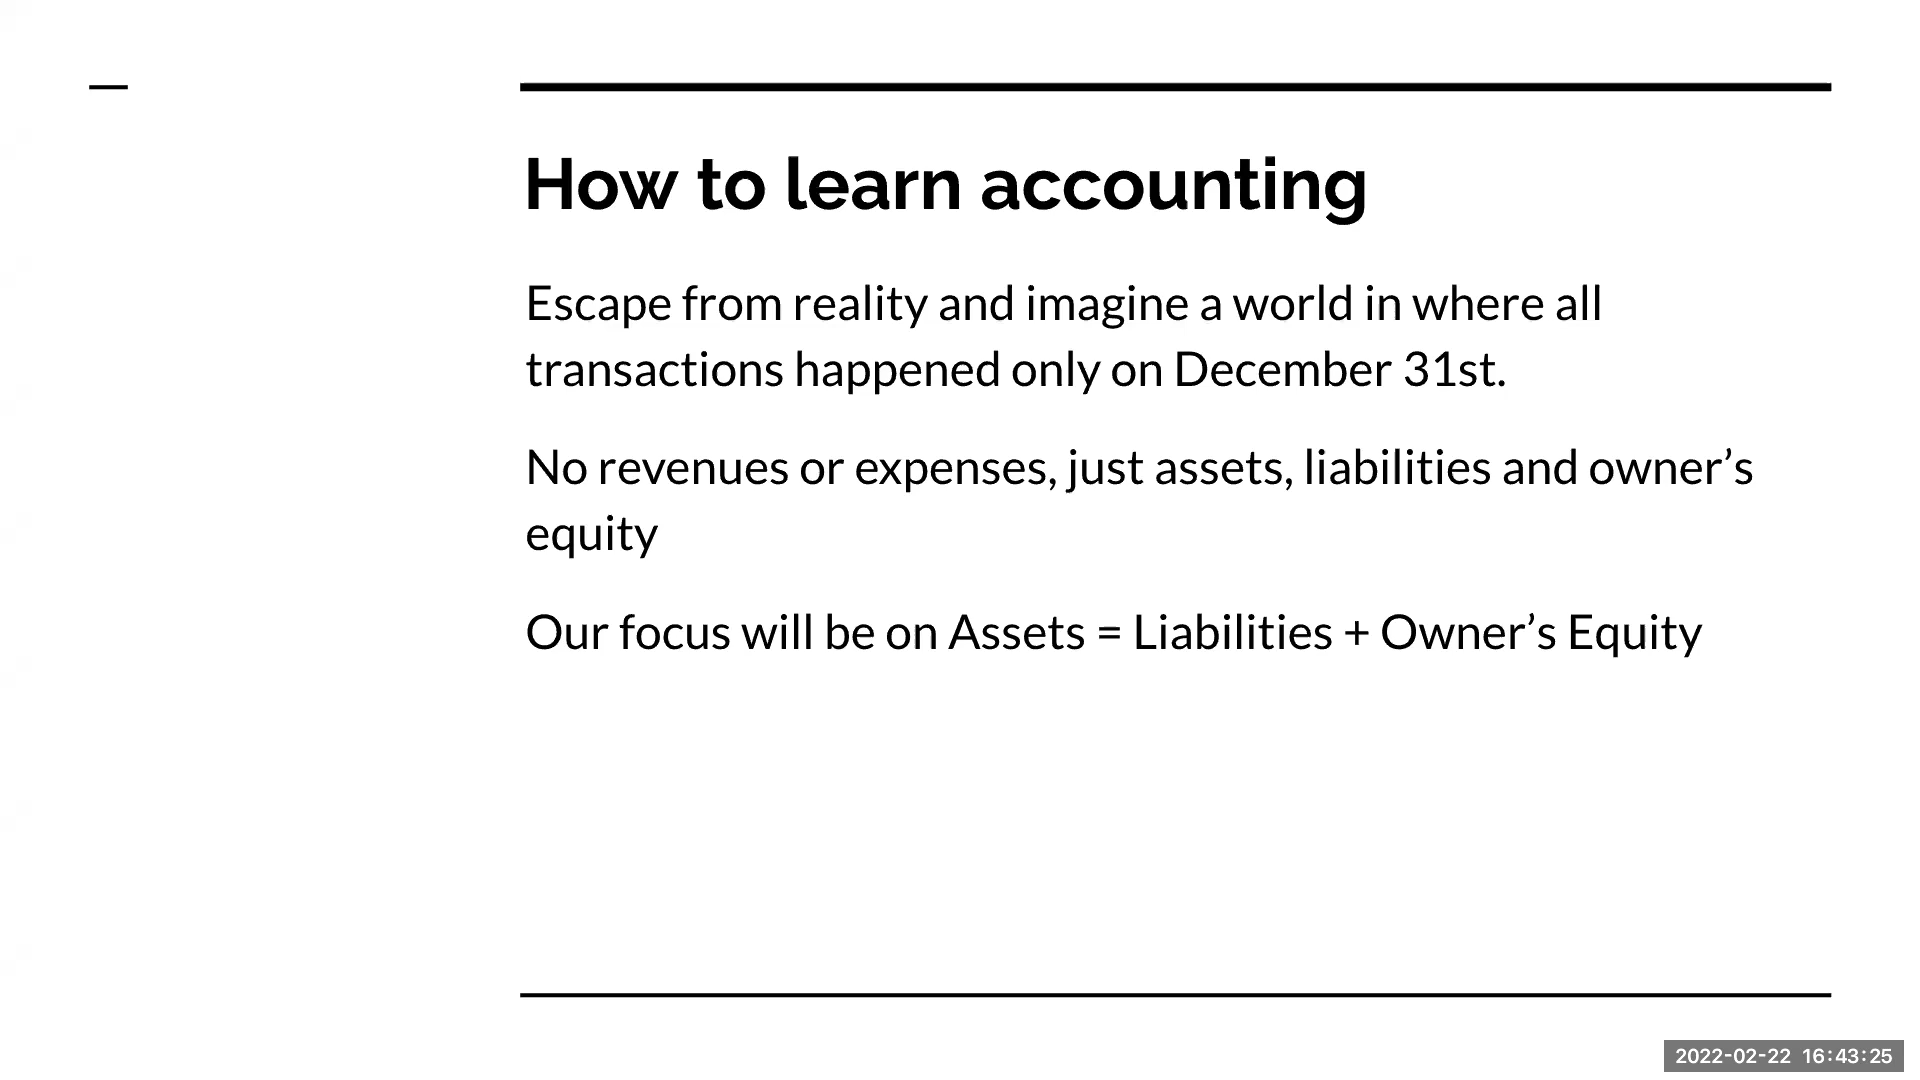 How to learn accounting
Escape from reality and imagine a world in where all
transactions happened only on December 31st.
No revenues or expenses, just assets, liabilities and owner’s
equity
Our focus will be on Assets = Liabilities + Owner’s Equity
2022-02-22 16:43:25